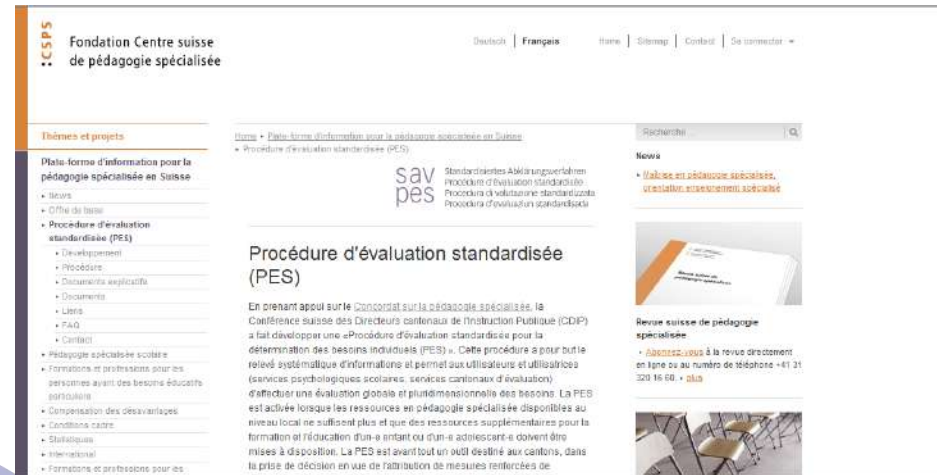 CSPS
Fondation Centre suisse
de pédagogie spécialisée
Deutsch | Français
Home | Sitemap | Contact | Se connecter
Thèmes et projets
Plate-forme d'information pour la
pédagogie spécialisée en Suisse
News
Offre de base
Procédure d'évaluation
standardisée (PES)
Développement
Procédure
Documents explicatifs
Documents
Liens
FAQ
Contact
Pédagogie spécialisée scolaire
Formations et professions pour les
personnes ayant des besoins éducatifs
particuliers
Compensation des désavantages
Conditions cadre
Statistiques
International
Formations et professions pour les
Home • Plate-forme d'information pour la pédagogie spécialisée en Suisse
• Procédure d'évaluation standardisée (PES)
sav
pes
Standardisiertes Abklärungsverfahren
Procédure d'évaluation standardisée
Procedura di valutazione standardizzata
Procedura d'evaluaziun standardisada
Procédure d'évaluation standardisée
(PES)
En prenant appui sur le Concordat sur la pédagogie spécialisée, la
Conférence suisse des Directeurs cantonaux de l'Instruction Publique (CDIP)
a fait développer une «Procédure d'évaluation standardisée pour la
détermination des besoins individuels (PES) ». Cette procédure a pour but le
relevé systématique d'informations et permet aux utilisateurs et utilisatrices
(services psychologiques scolaires, services cantonaux d'évaluation)
d'effectuer une évaluation globale et pluridimensionnelle des besoins. La PES
est activée lorsque les ressources en pédagogie spécialisée disponibles au
niveau local ne suffisent plus et que des ressources supplémentaires pour la
formation et l'éducation d'un-e enfant ou d'un-e adolescent-e doivent être
mises à disposition. La PES est avant tout un outil destiné aux cantons, dans
la prise de décision en vue de l'attribution de mesures renforcées de
Recherche
News
Maîtrise en pédagogie spécialisée,
orientation enseignement spécialisé
Revue suisse de pédagogie
spécialisée
Abonnez-vous à la revue directement
en ligne ou au numéro de téléphone +41 31
320 16 60. • plus